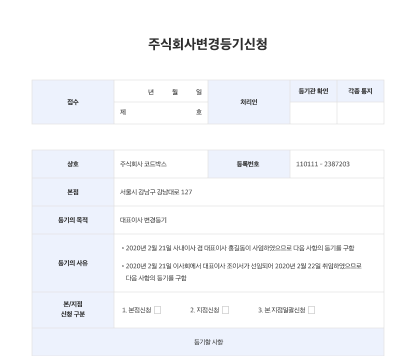 주식회사변경등기신청
접수 년 월 일 처리인 등기관 확인 각종 통지
제 호
상호 주식회사 코드박스 등록번호 110111 - 2387203
본점 서울시 강남구 강남대로 127
등기의 목적 대표이사 변경등기
등기의 사유 • 2020년 2월 21일 사내이사 겸 대표이사 홍길동이 사임하였으므로 다음 사항의 등기를 구함
• 2020년 2월 21일 이사회에서 대표이사 조이서가 선임되어 2020년 2월 22일 취임하였으므로
다음 사항의 등기를 구함
본/지점
신청 구분 1. 본점신청 2. 지점신청 3. 본 지점일괄신청
등기할 사항